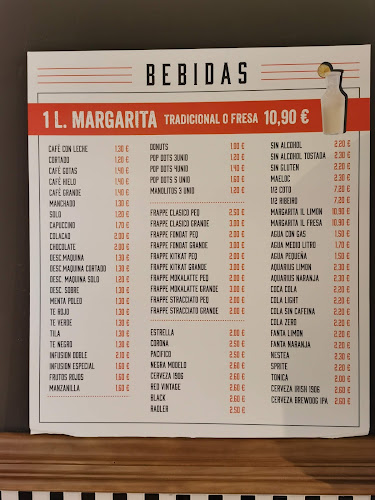 BEBIDAS
1 L. MARGARITA TRADICIONAL O FRESA 10,90 €
CAFÉ CON LECHE 1.30 €
CORTADO 1.20 €
CAFÉ GOTAS 1.40 €
CAFÉ HIELO 1.40 €
CAFÉ GRANDE 1.40 €
MANCHADO 1.30 €
SOLO 1.20 €
CAPUCCINO 1.70 €
COLACAO 2.00 €
CHOCOLATE 2.00 €
DESC MAQUINA 1.30 €
DESC MAQUINA CORTADO 1.30 €
DESC. MAQUINA SOLO 1.20 €
DESC SOBRE 1.30 €
MENTA POLEO 1.30 €
TE ROJO 1.30 €
TE VERDE 1.30 €
TILA 1.30 €
TE NEGRO 1.30 €
INFUSION DOBLE 2.10 €
INFUSION ESPECIAL 1.60 €
FRUTOS ROJOS 1.60 €
MANZANILLA 1.60 €
DONUTS 1.00 €
POP DOTS 3UNID 1.20 €
POP DOTS 4UNID 1.40 €
POP DOTS 5 UNID 1.60 €
MANOLITOS 3 UNID 1.20 €
FRAPPE CLASICO PEQ 2.50 €
FRAPPE CLASICO GRANDE 3.00 €
FRAPPE FONDAT PEQ 2.00 €
FRAPPE FONDAT GRANDE 3.00 €
FRAPPE KITKAT PEQ 2.00 €
FRAPPE KITKAT GRANDE 3.00 €
FRAPPE MOKALATTE PEQ 2.00 €
FRAPPE MOKALATTE GRANDE 3.00 €
FRAPPE STRACCIATO PEQ 2.00 €
FRAPPE STRACCIATO GRANDE 3.00 €
ESTRELLA 2.00 €
CORONA 2.50 €
PACIFICO 2.50 €
NEGRA MODELO 2.60 €
CERVEZA 1906 2.60 €
RED VINTAGE 2.60 €
BLACK 2.60 €
RADLER 2.50 €
SIN ALCOHOL 2.20 €
SIN ALCOHOL TOSTADA 2.30 €
SIN GLUTEN 2.20 €
MAELOC 2.30 €
1/2 COTO 7.20 €
1/2 RIBEIRO 7.20 €
MARGARITA 1L LIMON 10.90 €
MARGARITA 1L FRESA 10.90 €
AGUA CON GAS 1.50 €
AGUA MEDIO LITRO 1.70 €
AGUA PEQUEÑA 1.50 €
AQUARIUS LIMON 2.30 €
AQUARIUS NARANJA 2.30 €
COCA COLA 2.20 €
COLA LIGHT 2.20 €
COLA SIN CAFEINA 2.20 €
COLA ZERO 2.20 €
FANTA LIMON 2.20 €
FANTA NARANJA 2.20 €
NESTEA 2.30 €
SPRITE 2.20 €
TONICA 2.00 €
CERVEZA IRISH 1906 2.60 €
CERVEZA BREWDOG IPA 2.60 €